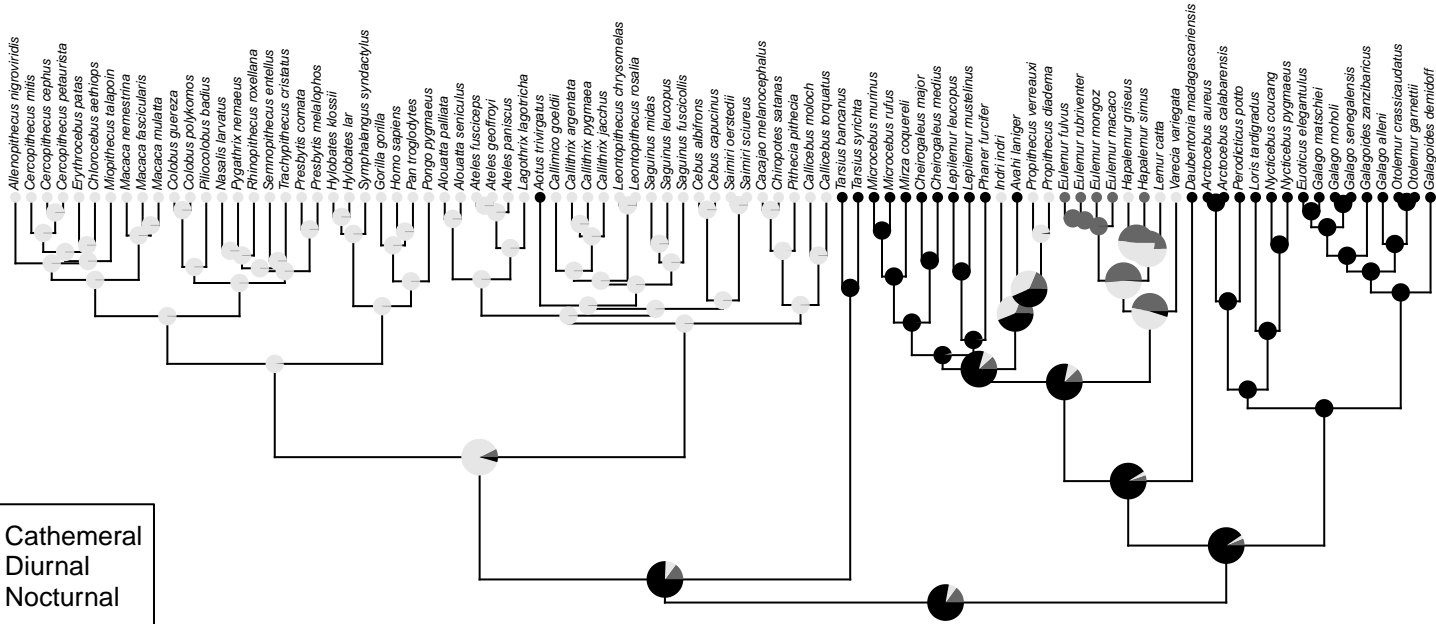 Allenopithecus nigroviridis
Cercopithecus mitis
Cercopithecus cephus
Cercopithecus petaurista
Erythrocebus patas
Chlorocebus aethiops
Miopithecus talapoin
Macaca nemestrina
Macaca fascicularis
Macaca mulatta
Colobus guereza
Colobus polykomos
Piliocolobus badius
Nasalis larvatus
Pygathrix nemaeus
Rhinopithecus roxellana
Semnopithecus entellus
Trachypithecus cristatus
Presbytis comata
Presbytis melalophos
Hylobates klossii
Hylobates lar
Symphalangus syndactylus
Gorilla gorilla
Homo sapiens
Pan troglodytes
Pongo pygmaeus
Alouatta palliata
Alouatta seniculus
Ateles fusciceps
Ateles geoffroyi
Ateles paniscus
Lagothrix lagotricha
Aotus trivirgatus
Callimico goeldii
Callithrix argentata
Callithrix pygmaea
Callithrix jacchus
Leontopithecus chrysomelas
Leontopithecus rosalia
Saguinus midas
Saguinus leucopus
Saguinus fuscicollis
Cebus albifrons
Cebus capucinus
Saimiri oerstedii
Saimiri sciureus
Cacajao melanocephalus
Chiropotes satanas
Pithecia pithecia
Callicebus moloch
Callicebus torquatus
Tarsius bancanus
Tarsius syrichta
Microcebus murinus
Microcebus rufus
Mirza coquereli
Cheirogaleus major
Cheirogaleus medius
Lepilemur leucopus
Lepilemur mustelinus
Phaner furcifer
Indri indri
Avahi laniger
Propithecus verreauxi
Propithecus diadema
Eulemur fulvus
Eulemur rubriventer
Eulemur mongoz
Eulemur macaco
Hapalemur griseus
Hapalemur simus
Lemur catta
Varecia variegata
Daubentonia madagascariensis
Arctocebus aureus
Arctocebus calabarensis
Perodicticus potto
Loris tardigradus
Nycticebus coucang
Nycticebus pygmaeus
Euoticus elegantulus
Galago matschiei
Galago moholi
Galago senegalensis
Galagoides zanzibaricus
Galago alleni
Otolemur crassicaudatus
Otolemur garnettii
Galagoides demidoff
Cathemeral
Diurnal
Nocturnal